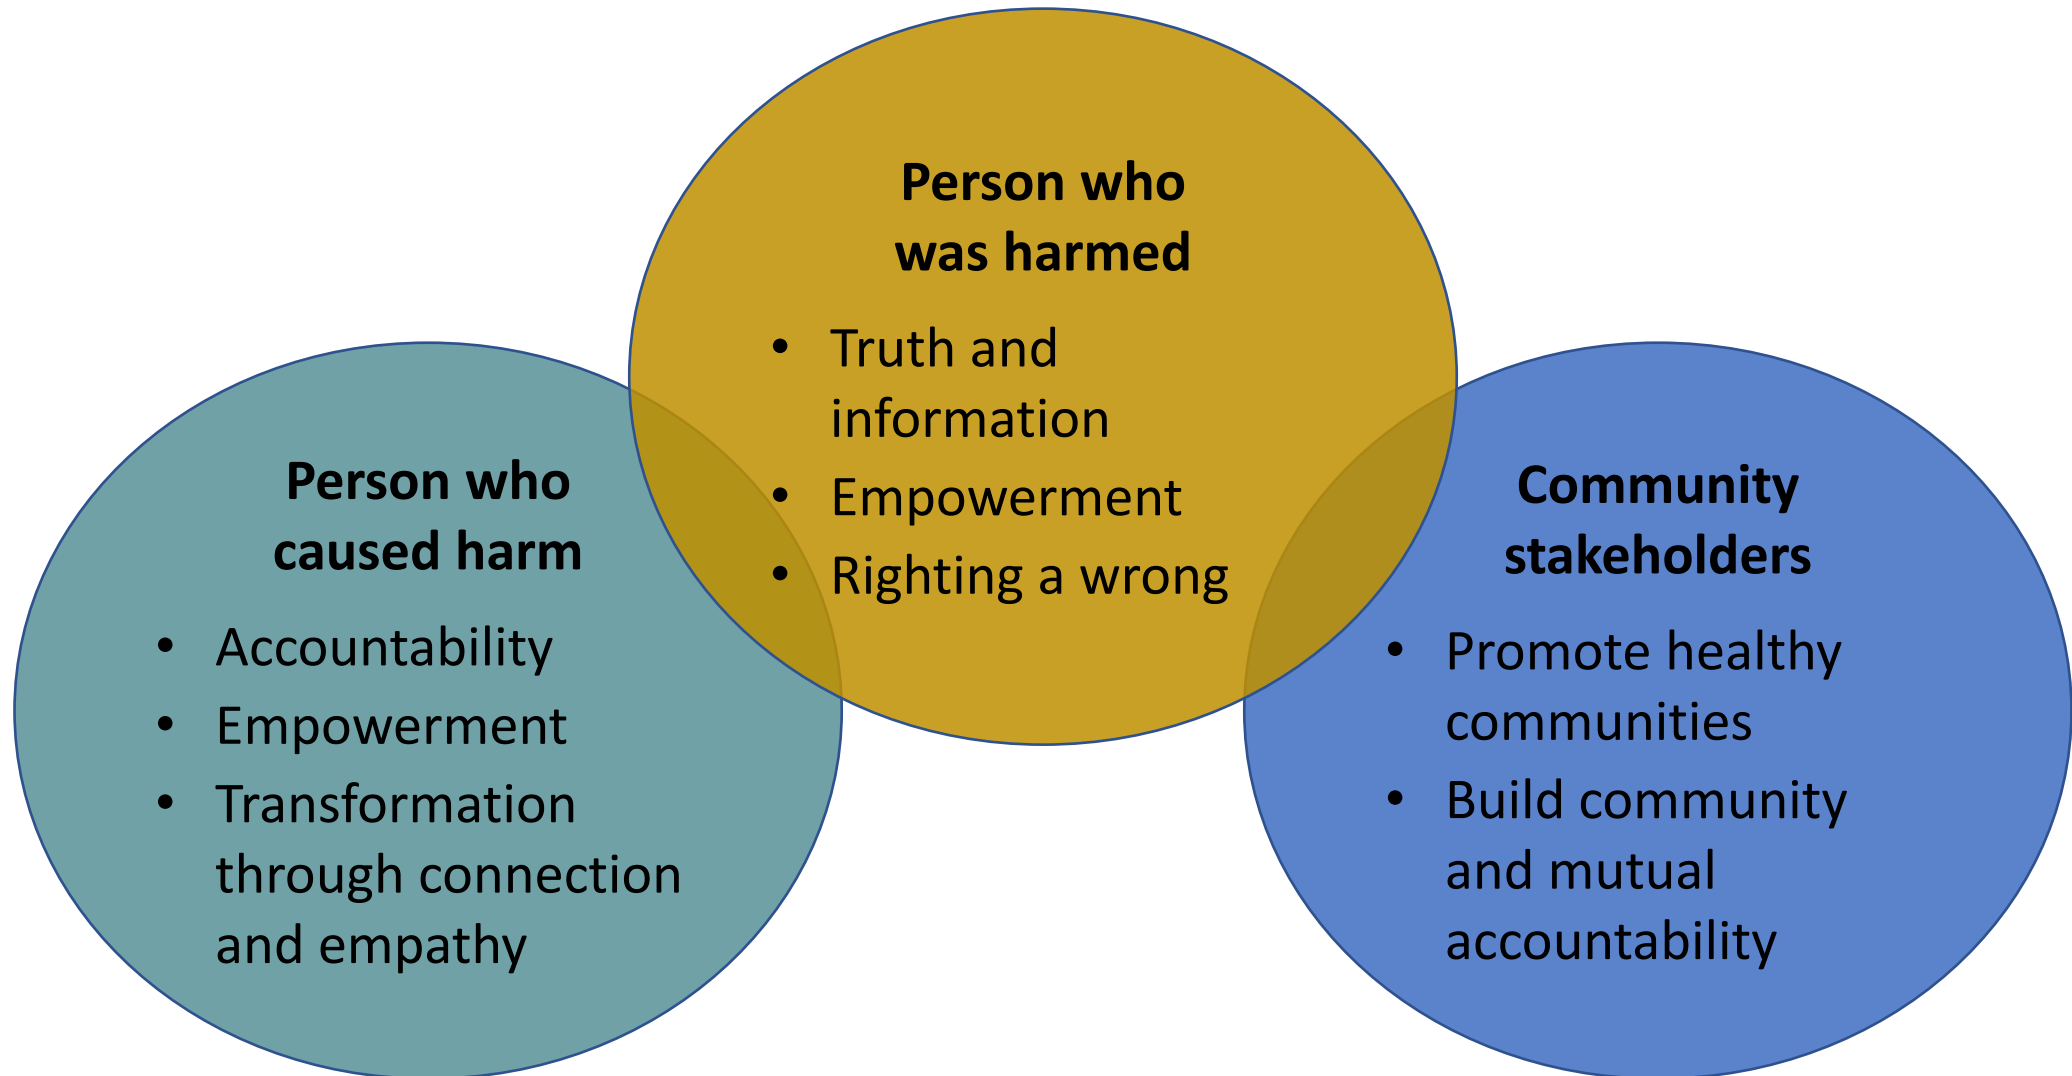 Person who
was harmed
• Truth and
information
• Empowerment
• Righting a wrong
Person who
caused harm
• Accountability
• Empowerment
• Transformation
through connection
and empathy
Community
stakeholders
• Promote healthy
communities
• Build community
and mutual
accountability